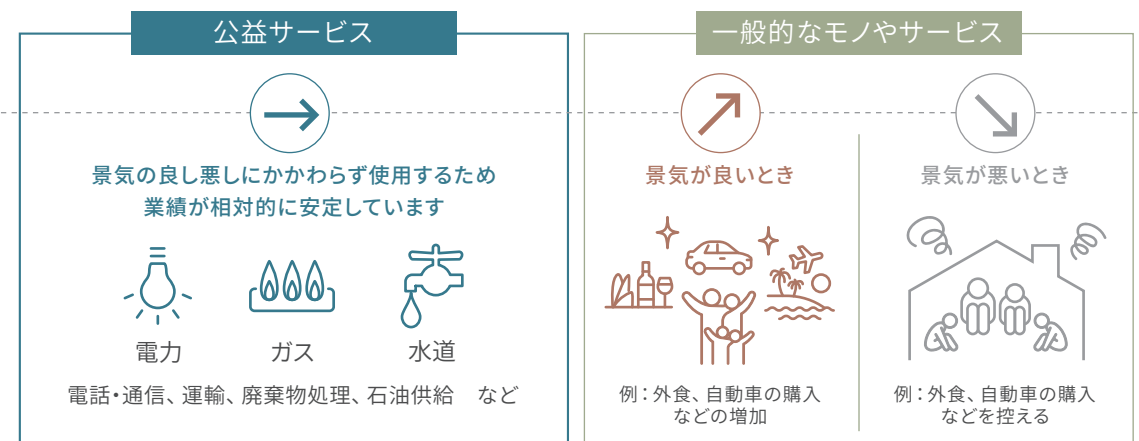 公益サービス
景気の良し悪しにかかわらず使用するため
業績が相対的に安定しています
電力
ガス
水道
電話・通信、運輸、廃棄物処理、石油供給　など
一般的なモノやサービス
景気が良いとき
例：外食、自動車の購入
などの増加
景気が悪いとき
例：外食、自動車の購入
などを控える